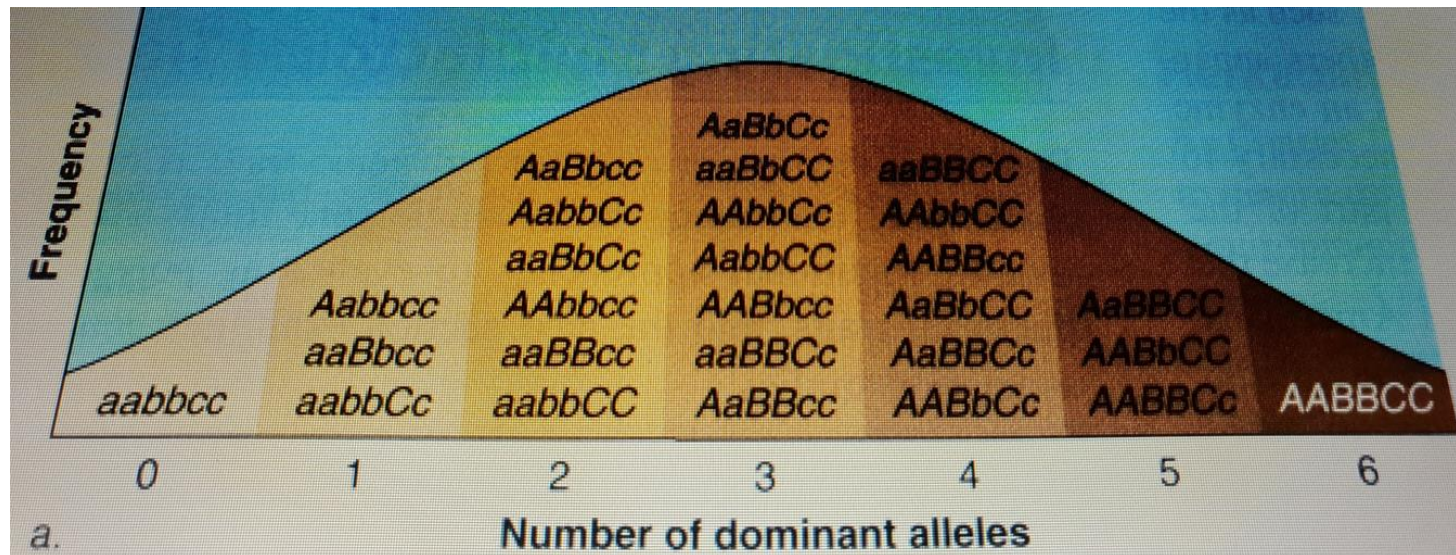 Frequency
AaBbCc
AaBbcc aaBbCC aaBBCC
AabbCc AAbbCc AAbbCC
aaBbCc AabbCC AABBcc
Aabbcc AAbbcc AABbcc AaBbCC AaBBCC
aaBbcc aaBBcc aaBBCc AaBBCc AABbCC
aabbcc aabbCc aabbCC AaBBcc AABbCc AABBCc AABBCC
0 1 2 3 4 5 6
a. Number of dominant alleles